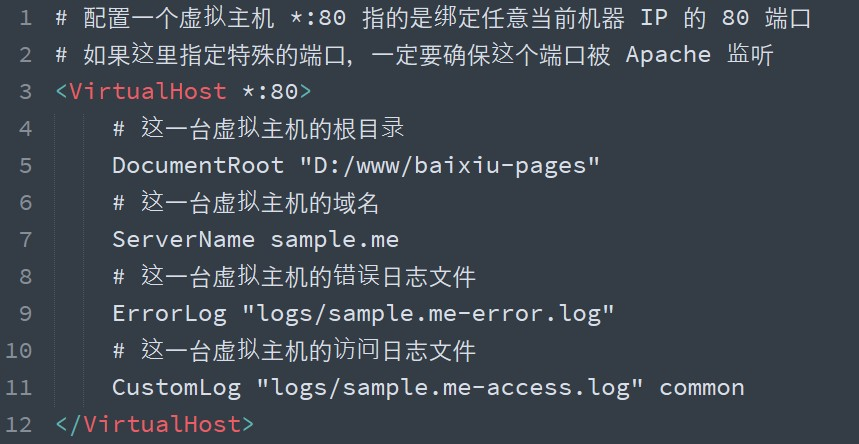 1 # 配置一个虚拟主机 *:80 指的是绑定任意当前机器 IP 的 80 端口
2 # 如果这里指定特殊的端口，一定要确保这个端口被 Apache 监听
3 <VirtualHost *:80>
4 # 这一台虚拟主机的根目录
5 DocumentRoot "D:/www/baixiu-pages"
6 # 这一台虚拟主机的域名
7 ServerName sample.me
8 # 这一台虚拟主机的错误日志文件
9 ErrorLog "logs/sample.me-error.log"
10 # 这一台虚拟主机的访问日志文件
11 CustomLog "logs/sample.me-access.log" common
12 </VirtualHost>